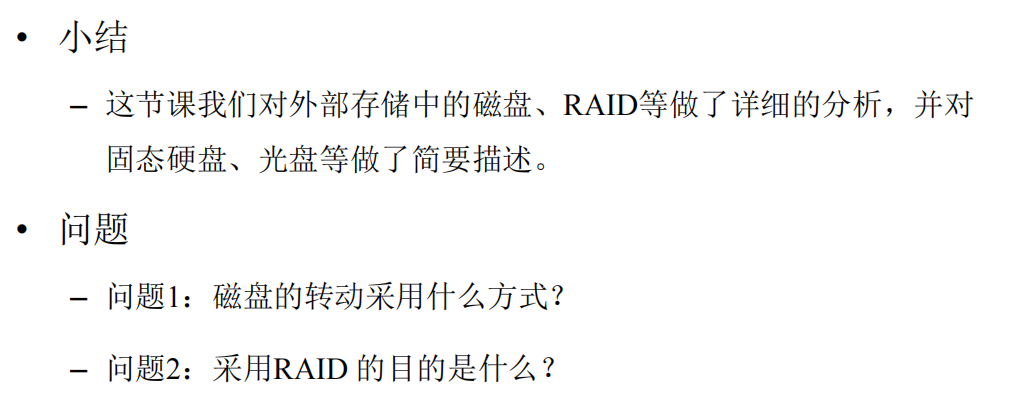 • 小结
– 这节课我们对外部存储中的磁盘、RAID等做了详细的分析，并对
固态硬盘、光盘等做了简要描述。
• 问题
– 问题1：磁盘的转动采用什么方式？
– 问题2：采用RAID 的目的是什么？